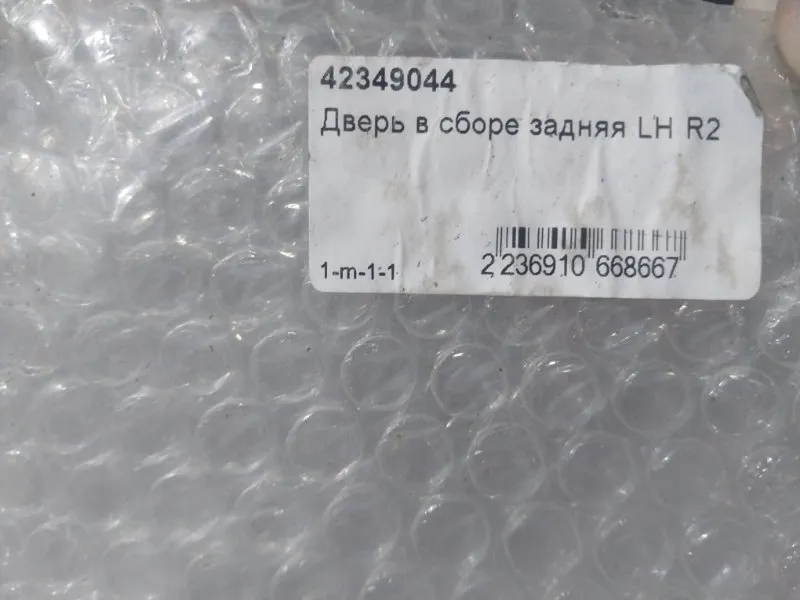 42349044
Дверь в сборе задняя LH R2
1-m-1-1
2 236910 668667